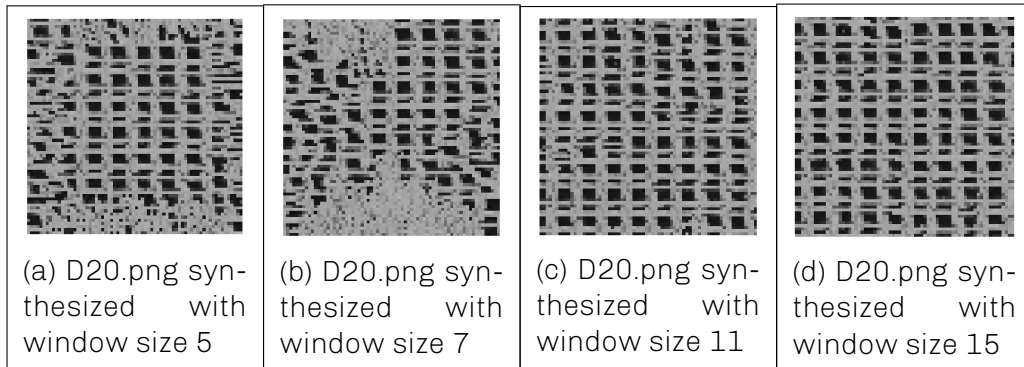 (a) D20.png syn-
thesized with
window size 5
(b) D20.png syn-
thesized with
window size 7
(c) D20.png syn-
thesized with
window size 11
(d) D20.png syn-
thesized with
window size 15